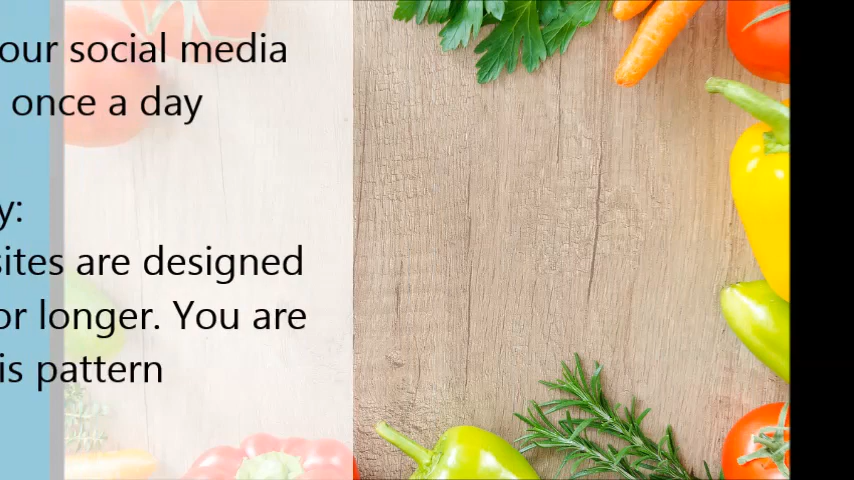 our social media
once a day
y:
sites are designed
or longer. You are
is pattern